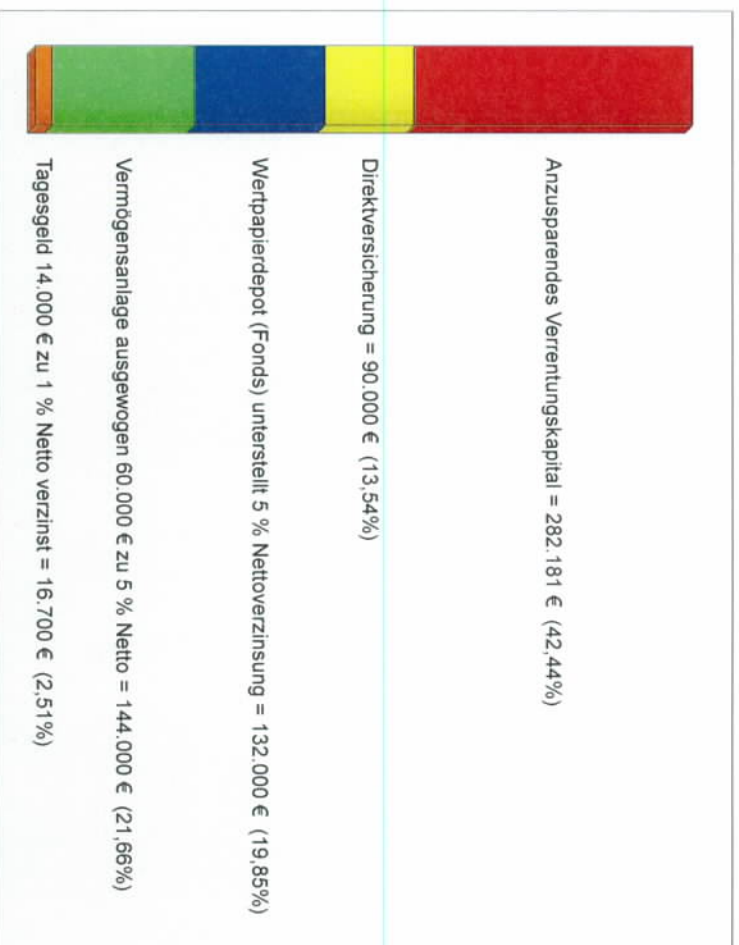 Anzusparendes Verrentungskapital = 282.181 € (42,44%)
Direktversicherung = 90.000 € (13,54%)
Wertpapierdepot (Fonds) unterstellt 5 % Nettoverzinsung = 132.000 € (19,85%)
Vermögensanlage ausgewogen 60.000 € zu 5 % Netto = 144.000 € (21,66%)
Tagesgeld 14.000 € zu 1 % Netto verzinst = 16.700 € (2,51%)